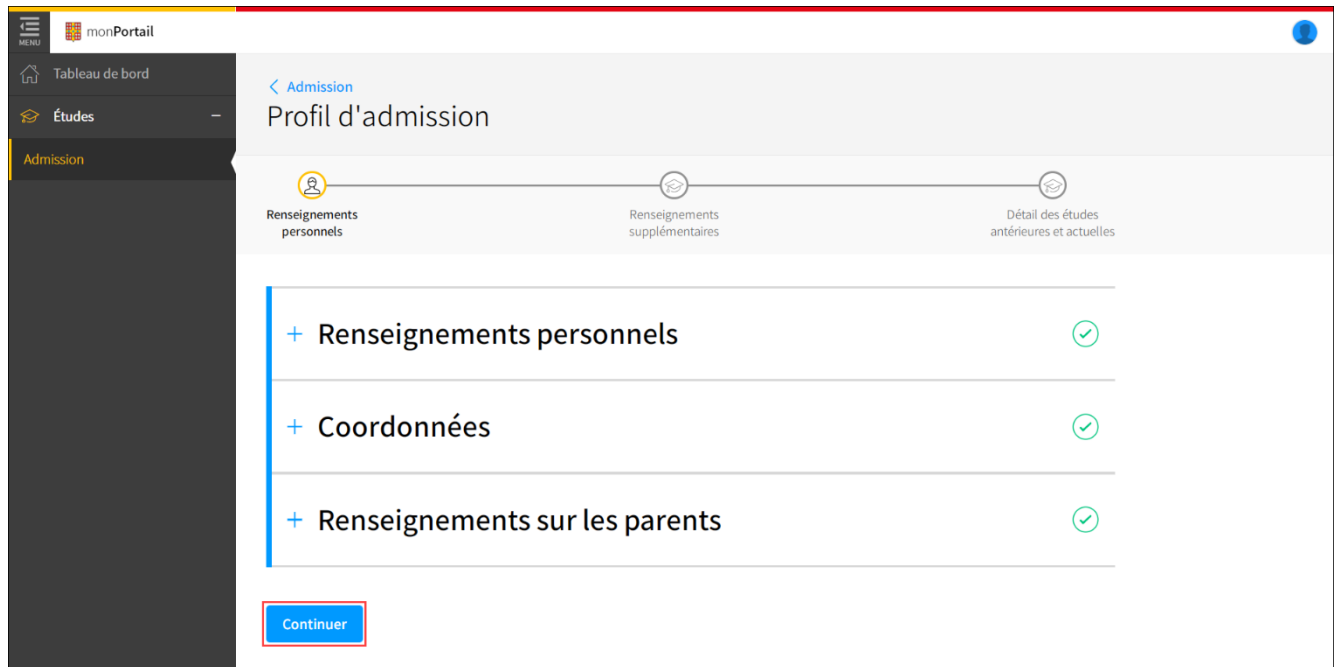 MENU
monPortail
Tableau de bord
Études
Admission
Admission
Profil d'admission
Renseignements
personnels
Renseignements
supplémentaires
Détail des études
antérieures et actuelles
Renseignements personnels
Coordonnées
Renseignements sur les parents
Continuer